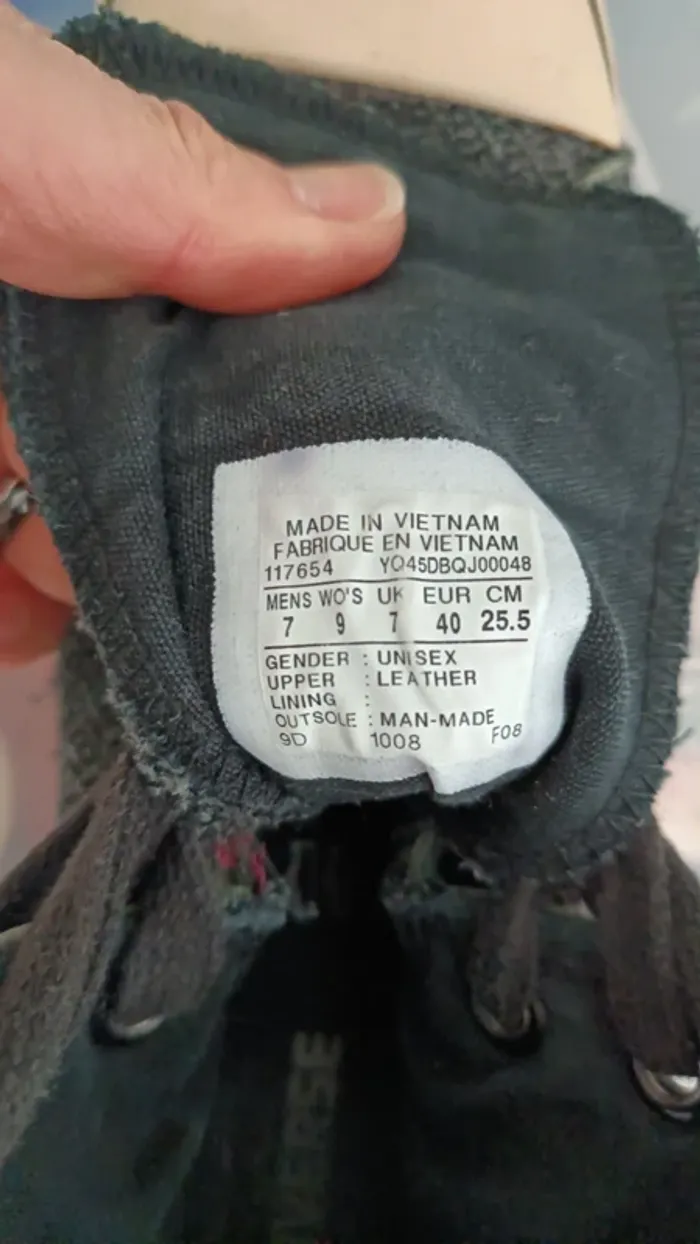 MADE IN VIETNAM
FABRIQUE EN VIETNAM
117654 YQ45DBQJ00048
MENS WO'S UK EUR CM
7 9 7 40 25.5
GENDER : UNISEX
UPPER : LEATHER
LINING :
OUTSOLE : MAN-MADE
9D 1008 F08